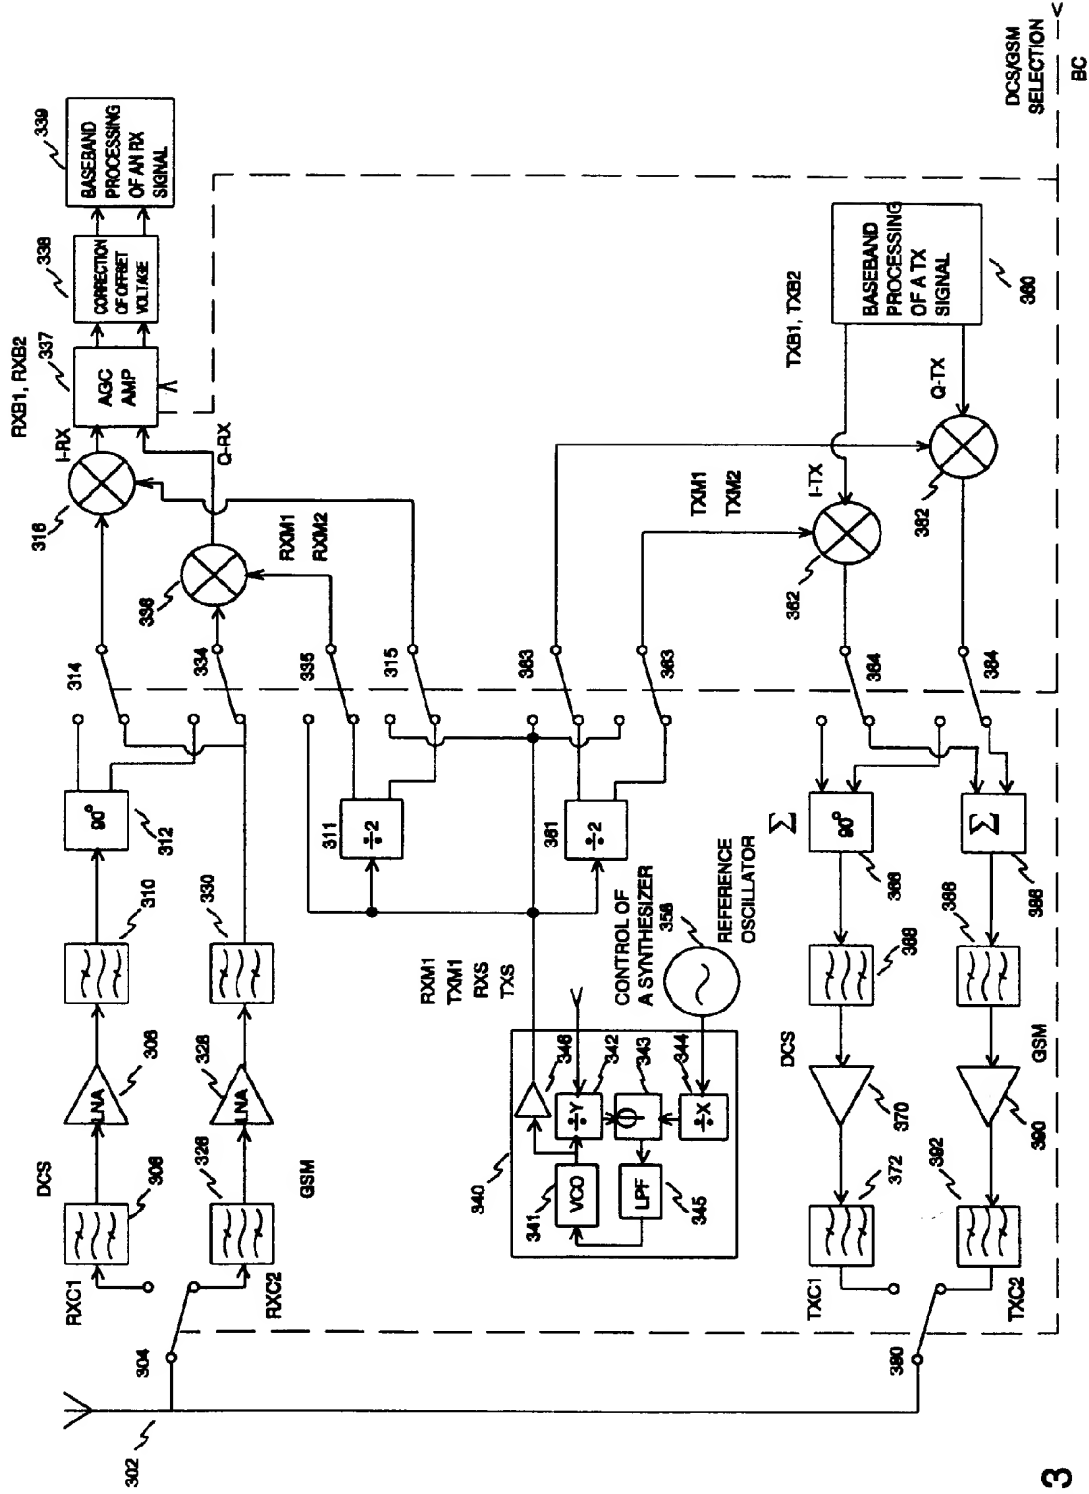 302
304
RXC1
DCS
306
LNA
308
310
90°
312
314
316
I-RX
RXB1, RXB2
337
AGC
AMP
338
CORRECTION
OF OFFSET
VOLTAGE
339
BASEBAND
PROCESSING
OF AN RX
SIGNAL
RXC2
GSM
326
LNA
328
330
334
336
Q-RX
RXM1
RXM2
335
315
311
÷2
361
÷2
363
363
RXM1
TXM1
RXS
TXS
340
341
VCO
346
÷Y
342
Φ
343
÷X
344
LPF
345
CONTROL OF
A SYNTHESIZER
358
REFERENCE
OSCILLATOR
TXM1
TXM2
I-TX
362
Q-TX
382
TXB1, TXB2
BASEBAND
PROCESSING
OF A TX
SIGNAL
360
364
384
Σ
90°
366
368
DCS
370
372
TXC1
Σ
386
388
GSM
390
392
TXC2
380
DCS/GSM
SELECTION
BC
3